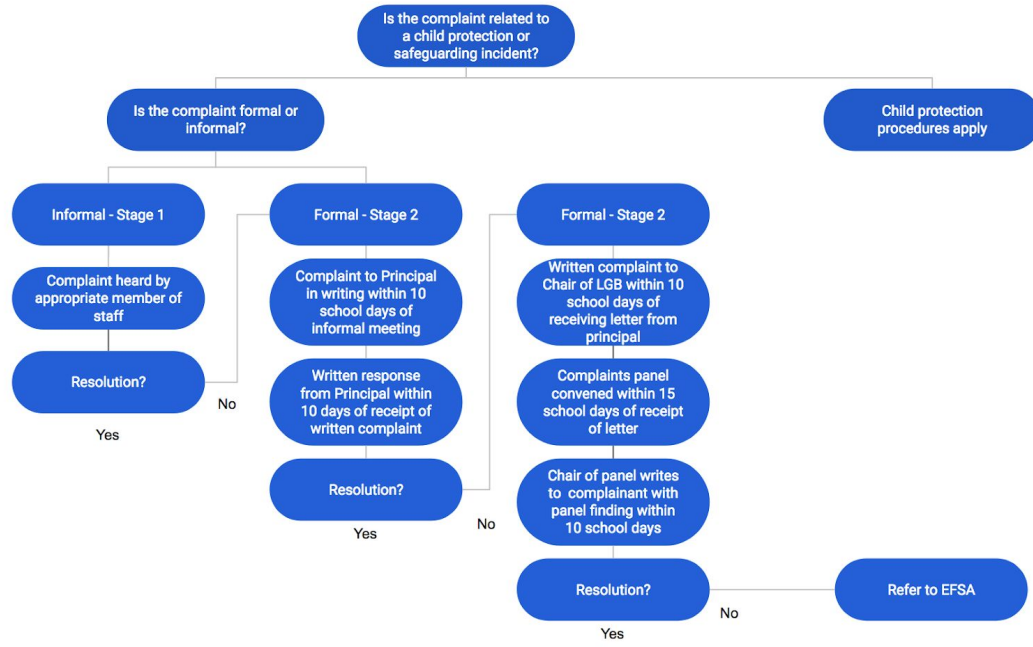 Is the complaint related to
a child protection or
safeguarding incident?
Is the complaint formal or
informal?
Child protection
procedures apply
Informal - Stage 1
Formal - Stage 2
Formal - Stage 2
Complaint heard by
appropriate member of
staff
Complaint to Principal
in writing within 10
school days of
informal meeting
Written complaint to
Chair of LGB within 10
school days of
receiving letter from
principal
Resolution?
No
Yes
Written response
from Principal within
10 days of receipt of
written complaint
Complaints panel
convened within 15
school days of receipt
of letter
Resolution?
No
Yes
Chair of panel writes
to complainant with
panel finding within
10 school days
Resolution?
No
Yes
Refer to EFSA